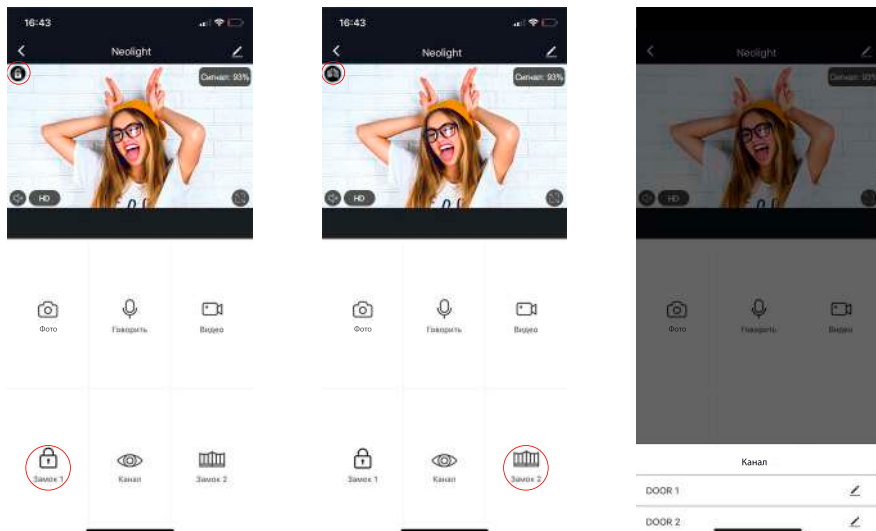 16:43
Neolight
Сигнал: 93%
HD
Фото
Говорить
Видео
Замок 1
Канал
Замок 2
16:43
Neolight
Сигнал: 93%
HD
Фото
Говорить
Видео
Замок 1
Канал
Замок 2
Neolight
Сигнал: 93%
HD
Фото
Говорить
Видео
Канал
DOOR 1
DOOR 2